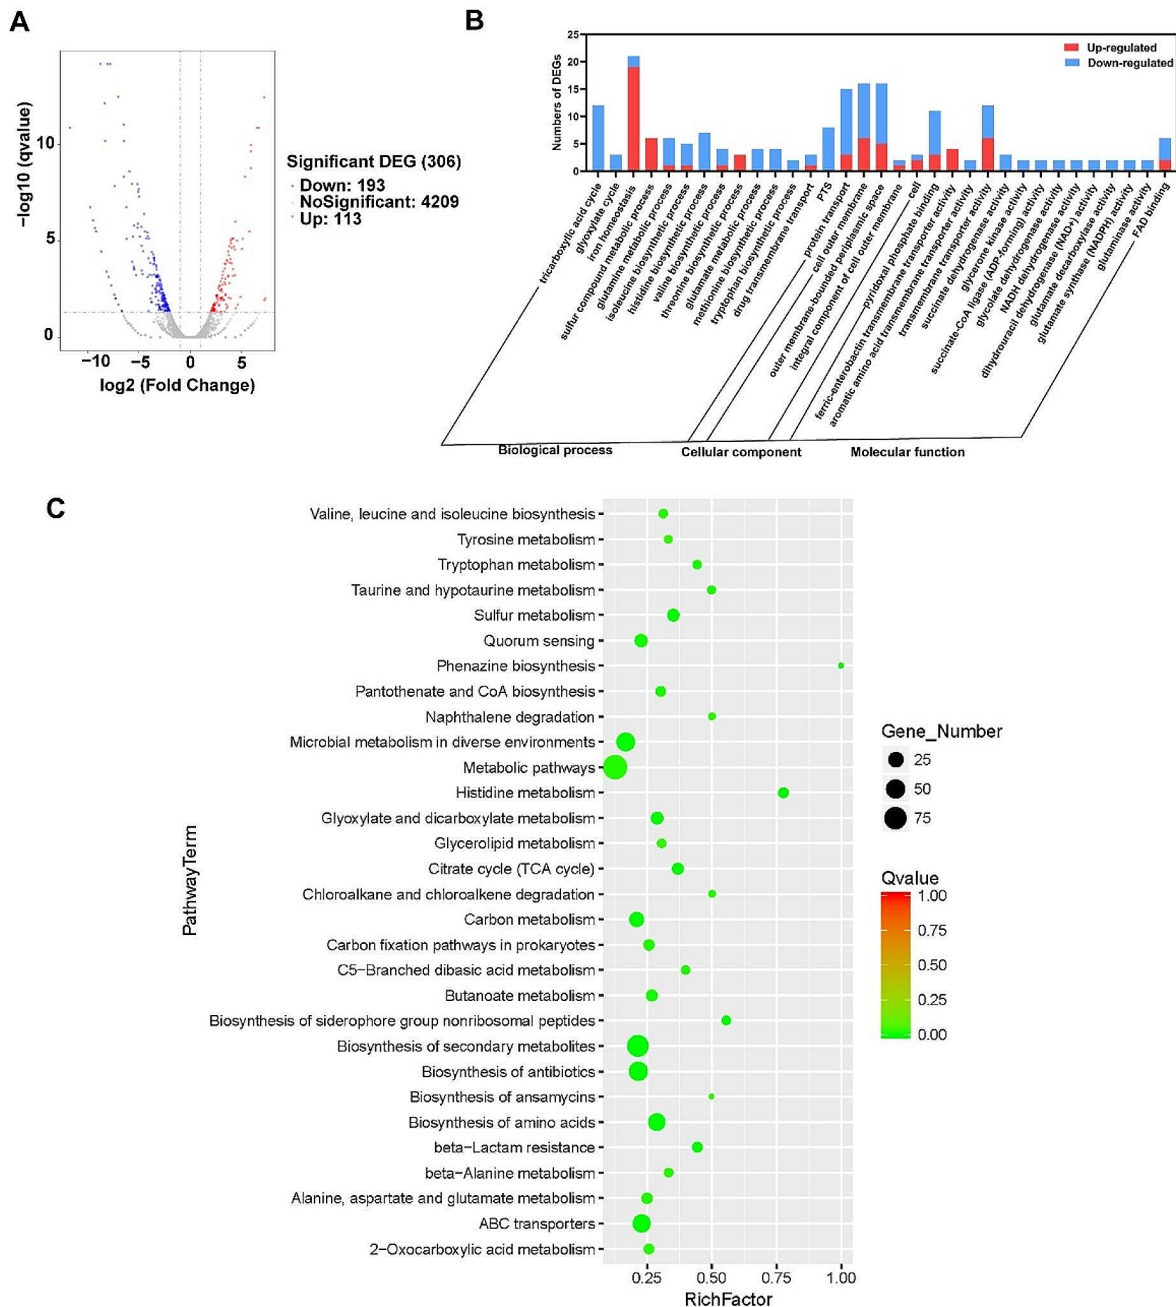 A
−log10 (qvalue)
10
5
0
−10
−5
0
5
log2 (Fold Change)
Significant DEG (306)
Down: 193
NoSignificant: 4209
Up: 113
B
Numbers of DEGs
25
20
15
10
5
0
Up-regulated
Down-regulated
tricarboxylic acid cycle
glyoxylate cycle
iron homeostasis
sulfur compound metabolic process
glutamine metabolic process
isoleucine biosynthetic process
histidine biosynthetic process
valine biosynthetic process
threonine biosynthetic process
glutamate metabolic process
methionine biosynthetic process
tryptophan biosynthetic process
drug transmembrane transport
PTS
protein transport
cell outer membrane
outer membrane-bounded periplasmic space
integral component of cell outer membrane
cell
pyridoxal phosphate binding
ferric-enterobactin transmembrane transporter activity
aromatic amino acid transmembrane transporter activity
transmembrane transporter activity
succinate dehydrogenase activity
glycerone kinase activity
succinate-CoA ligase (ADP-forming) activity
glycolate dehydrogenase activity
NADH dehydrogenase activity
dihydrouracil dehydrogenase (NAD+) activity
glutamate decarboxylase activity
glutamate synthase (NADPH) activity
glutaminase activity
FAD binding
Biological process
Cellular component
Molecular function
C
PathwayTerm
Valine, leucine and isoleucine biosynthesis
Tyrosine metabolism
Tryptophan metabolism
Taurine and hypotaurine metabolism
Sulfur metabolism
Quorum sensing
Phenazine biosynthesis
Pantothenate and CoA biosynthesis
Naphthalene degradation
Microbial metabolism in diverse environments
Metabolic pathways
Histidine metabolism
Glyoxylate and dicarboxylate metabolism
Glycerolipid metabolism
Citrate cycle (TCA cycle)
Chloroalkane and chloroalkene degradation
Carbon metabolism
Carbon fixation pathways in prokaryotes
C5−Branched dibasic acid metabolism
Butanoate metabolism
Biosynthesis of siderophore group nonribosomal peptides
Biosynthesis of secondary metabolites
Biosynthesis of antibiotics
Biosynthesis of ansamycins
Biosynthesis of amino acids
beta−Lactam resistance
beta−Alanine metabolism
Alanine, aspartate and glutamate metabolism
ABC transporters
2−Oxocarboxylic acid metabolism
0.25
0.50
0.75
1.00
RichFactor
Gene_Number
25
50
75
Qvalue
1.00
0.75
0.50
0.25
0.00